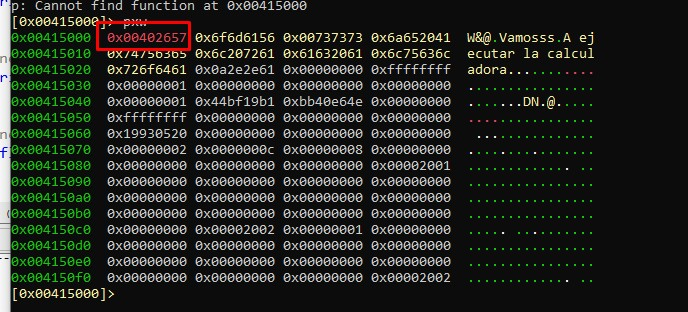 p: Cannot find function at 0x00415000
[0x00415000]> pxw
0x00415000 0x00402657 0x6f6d6156 0x00737373 0x6a652041 W&@.Vamosss.A ej
0x00415010 0x74756365 0x6c207261 0x61632061 0x6c75636c ecutar la calcul
0x00415020 0x726f6461 0x0a2e2e61 0x00000000 0xffffffff adora...........
0x00415030 0x00000001 0x00000000 0x00000000 0x00000000 ................
0x00415040 0x00000001 0x44bf19b1 0xbb40e64e 0x00000000 .......DN.@.....
0x00415050 0xffffffff 0x00000000 0x00000000 0x00000000 ................
0x00415060 0x19930520 0x00000000 0x00000000 0x00000000  ...............
0x00415070 0x00000002 0x0000000c 0x00000008 0x00000000 ................
0x00415080 0x00000000 0x00000000 0x00000000 0x00002001 ............. ..
0x00415090 0x00000000 0x00000000 0x00000000 0x00000000 ................
0x004150a0 0x00000000 0x00000000 0x00000000 0x00000000 ................
0x004150b0 0x00000000 0x00000000 0x00000000 0x00000000 ................
0x004150c0 0x00000000 0x00002002 0x00000001 0x00000000 ..... ..........
0x004150d0 0x00000000 0x00000000 0x00000000 0x00000000 ................
0x004150e0 0x00000000 0x00000000 0x00000000 0x00000000 ................
0x004150f0 0x00000000 0x00000000 0x00000000 0x00002002 ............. ..
[0x00415000]>